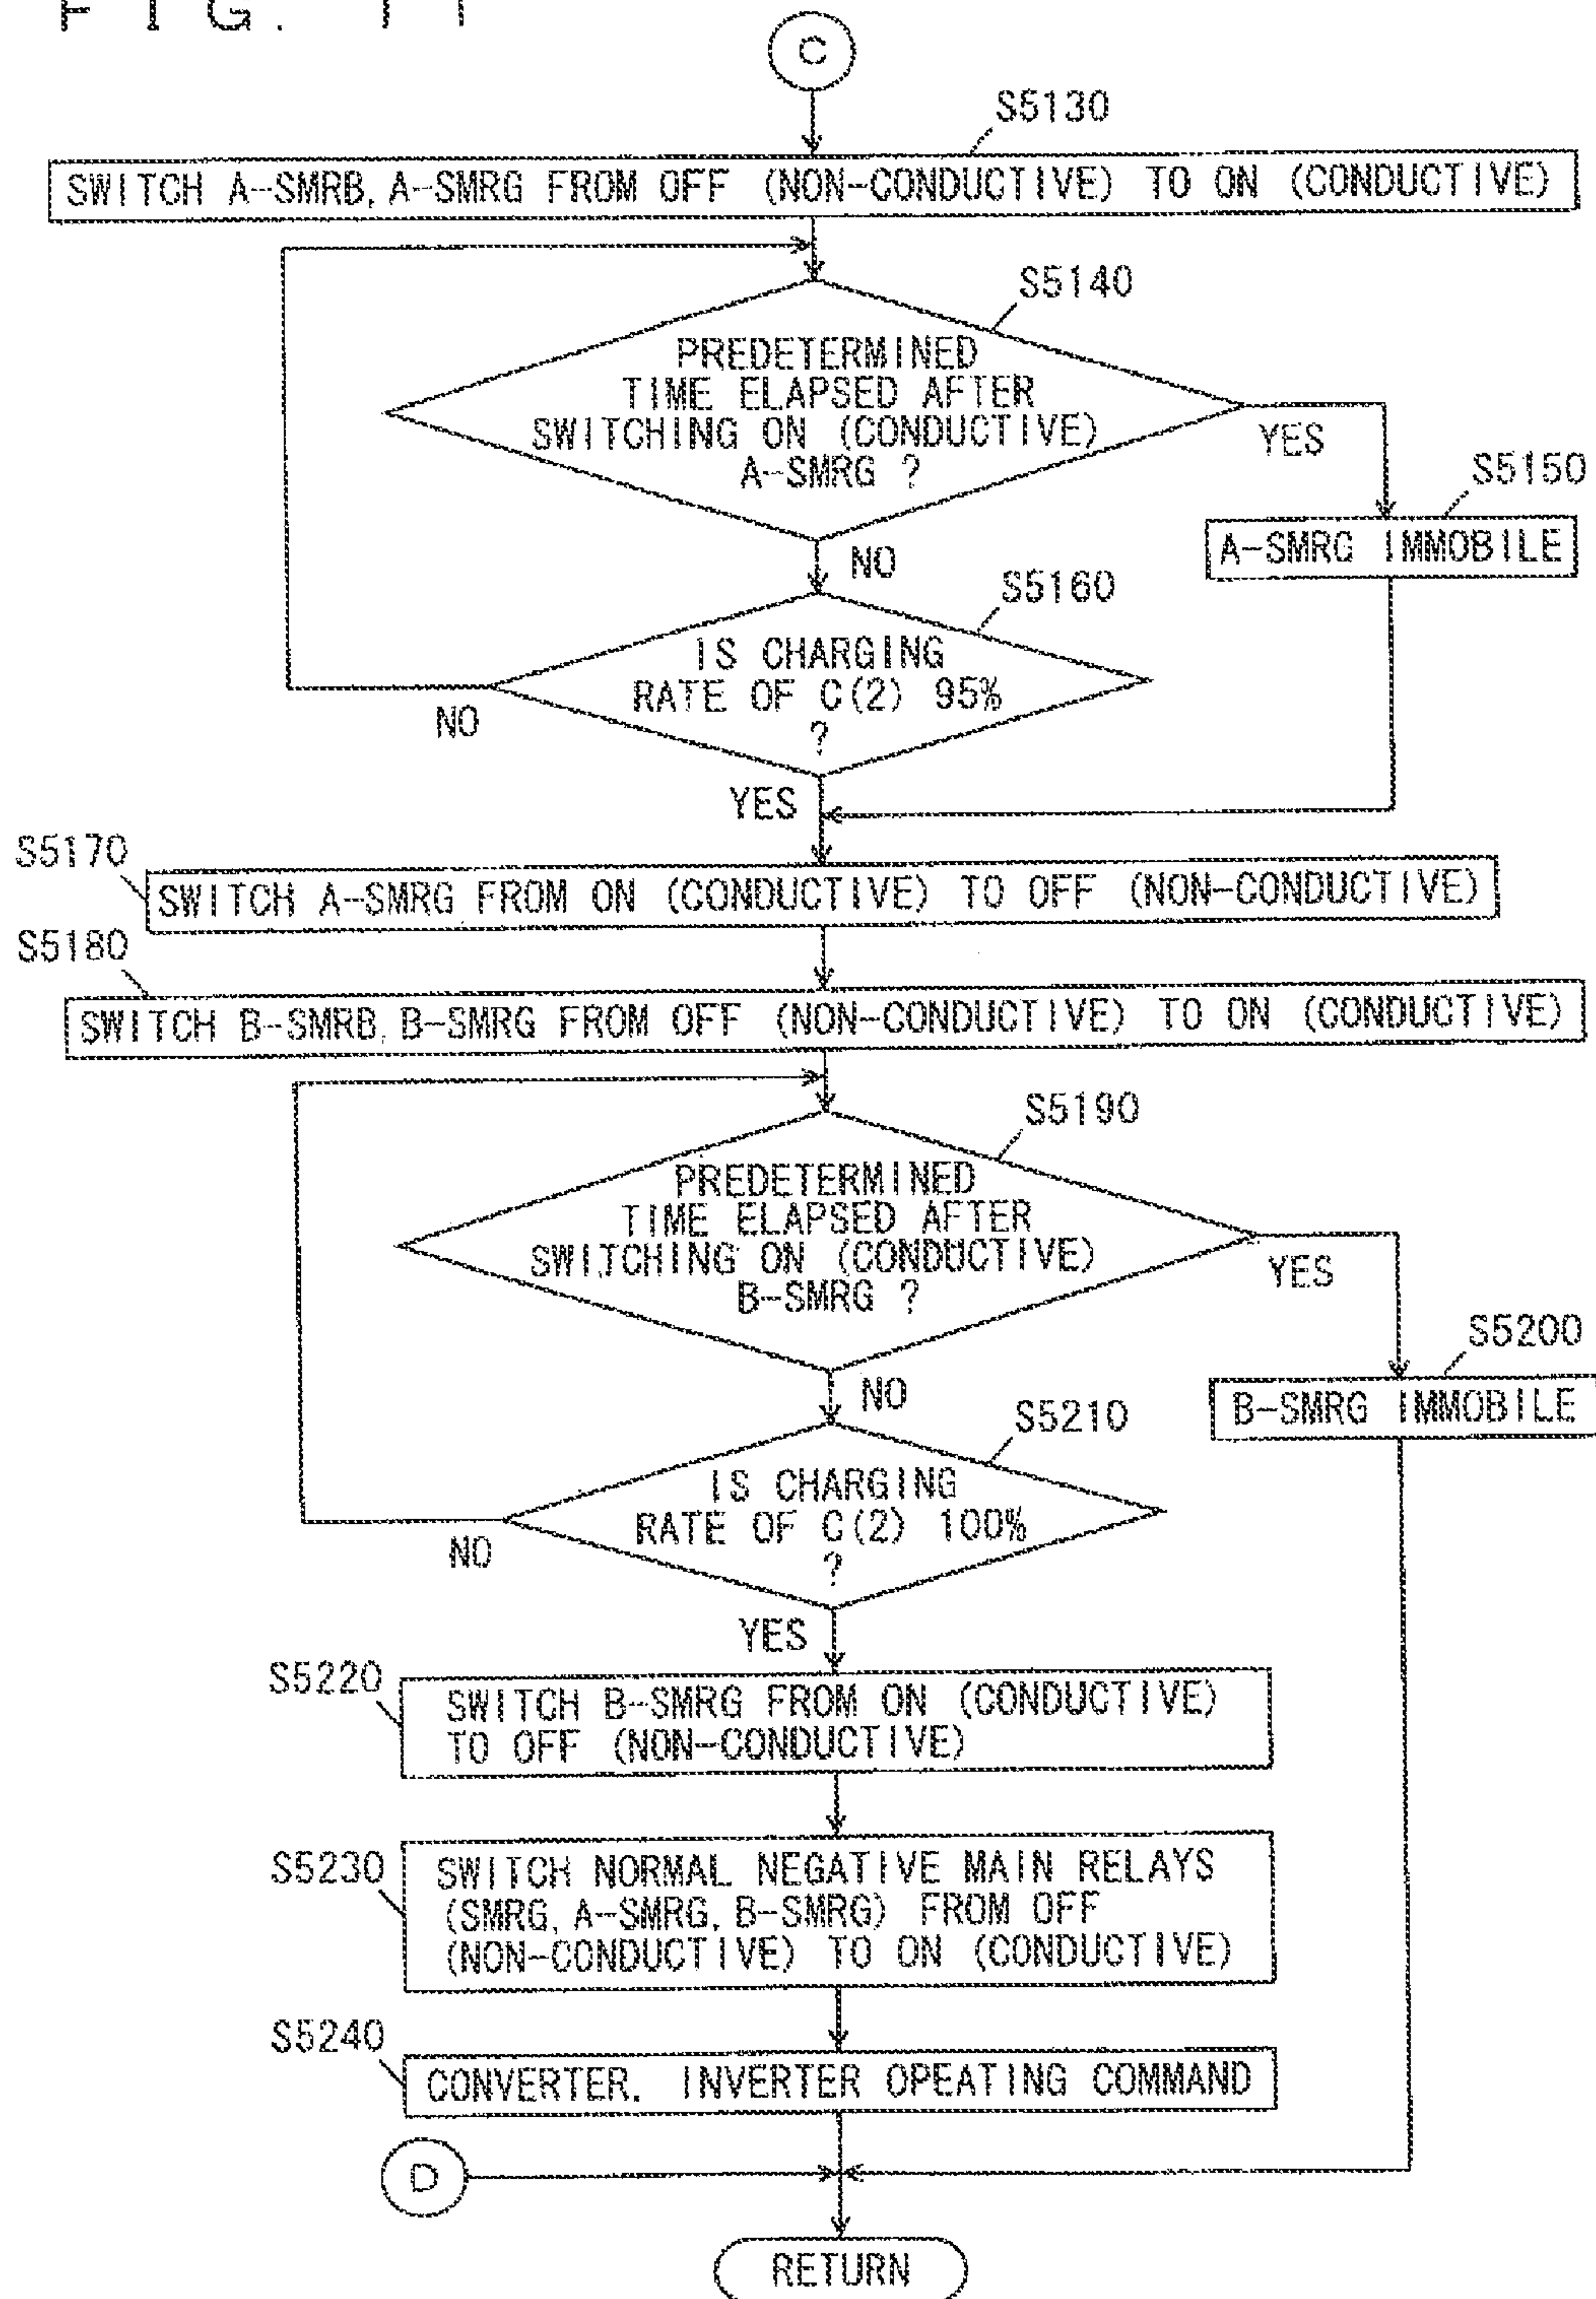 FIG. 11
C
S5130
SWITCH A-SMRB, A-SMRG FROM OFF (NON-CONDUCTIVE) TO ON (CONDUCTIVE)
S5140
PREDETERMINED
TIME ELAPSED AFTER
SWITCHING ON (CONDUCTIVE)
A-SMRG ?
YES
S5150
A-SMRG IMMOBILE
NO
S5160
IS CHARGING
RATE OF C(2) 95%
?
NO
YES
S5170
SWITCH A-SMRG FROM ON (CONDUCTIVE) TO OFF (NON-CONDUCTIVE)
S5180
SWITCH B-SMRB, B-SMRG FROM OFF (NON-CONDUCTIVE) TO ON (CONDUCTIVE)
S5190
PREDETERMINED
TIME ELAPSED AFTER
SWITCHING ON (CONDUCTIVE)
B-SMRG ?
YES
S5200
B-SMRG IMMOBILE
NO
S5210
IS CHARGING
RATE OF C(2) 100%
?
NO
YES
S5220
SWITCH B-SMRG FROM ON (CONDUCTIVE)
TO OFF (NON-CONDUCTIVE)
S5230
SWITCH NORMAL NEGATIVE MAIN RELAYS
(SMRG, A-SMRG, B-SMRG) FROM OFF
(NON-CONDUCTIVE) TO ON (CONDUCTIVE)
S5240
CONVERTER. INVERTER OPEATING COMMAND
D
RETURN